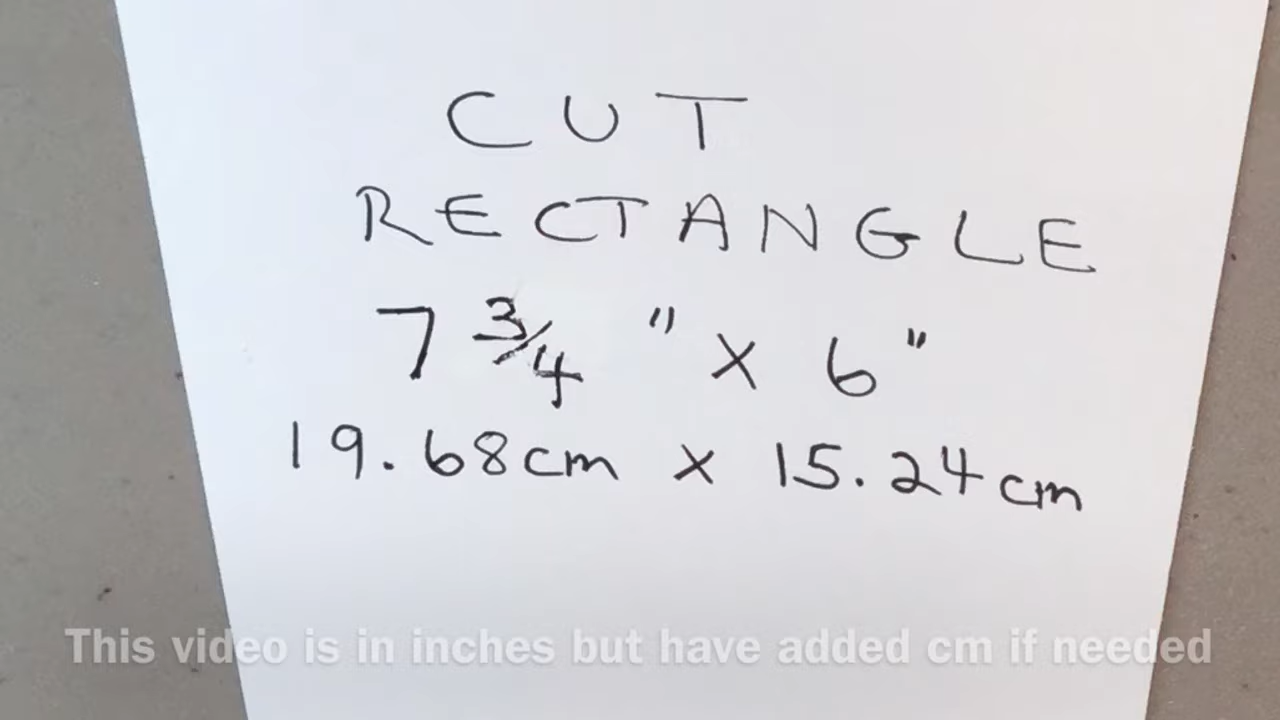 CUT
RECTANGLE
7 3/4 " x 6"
19.68cm x 15.24cm
This video is in inches but have added cm if needed